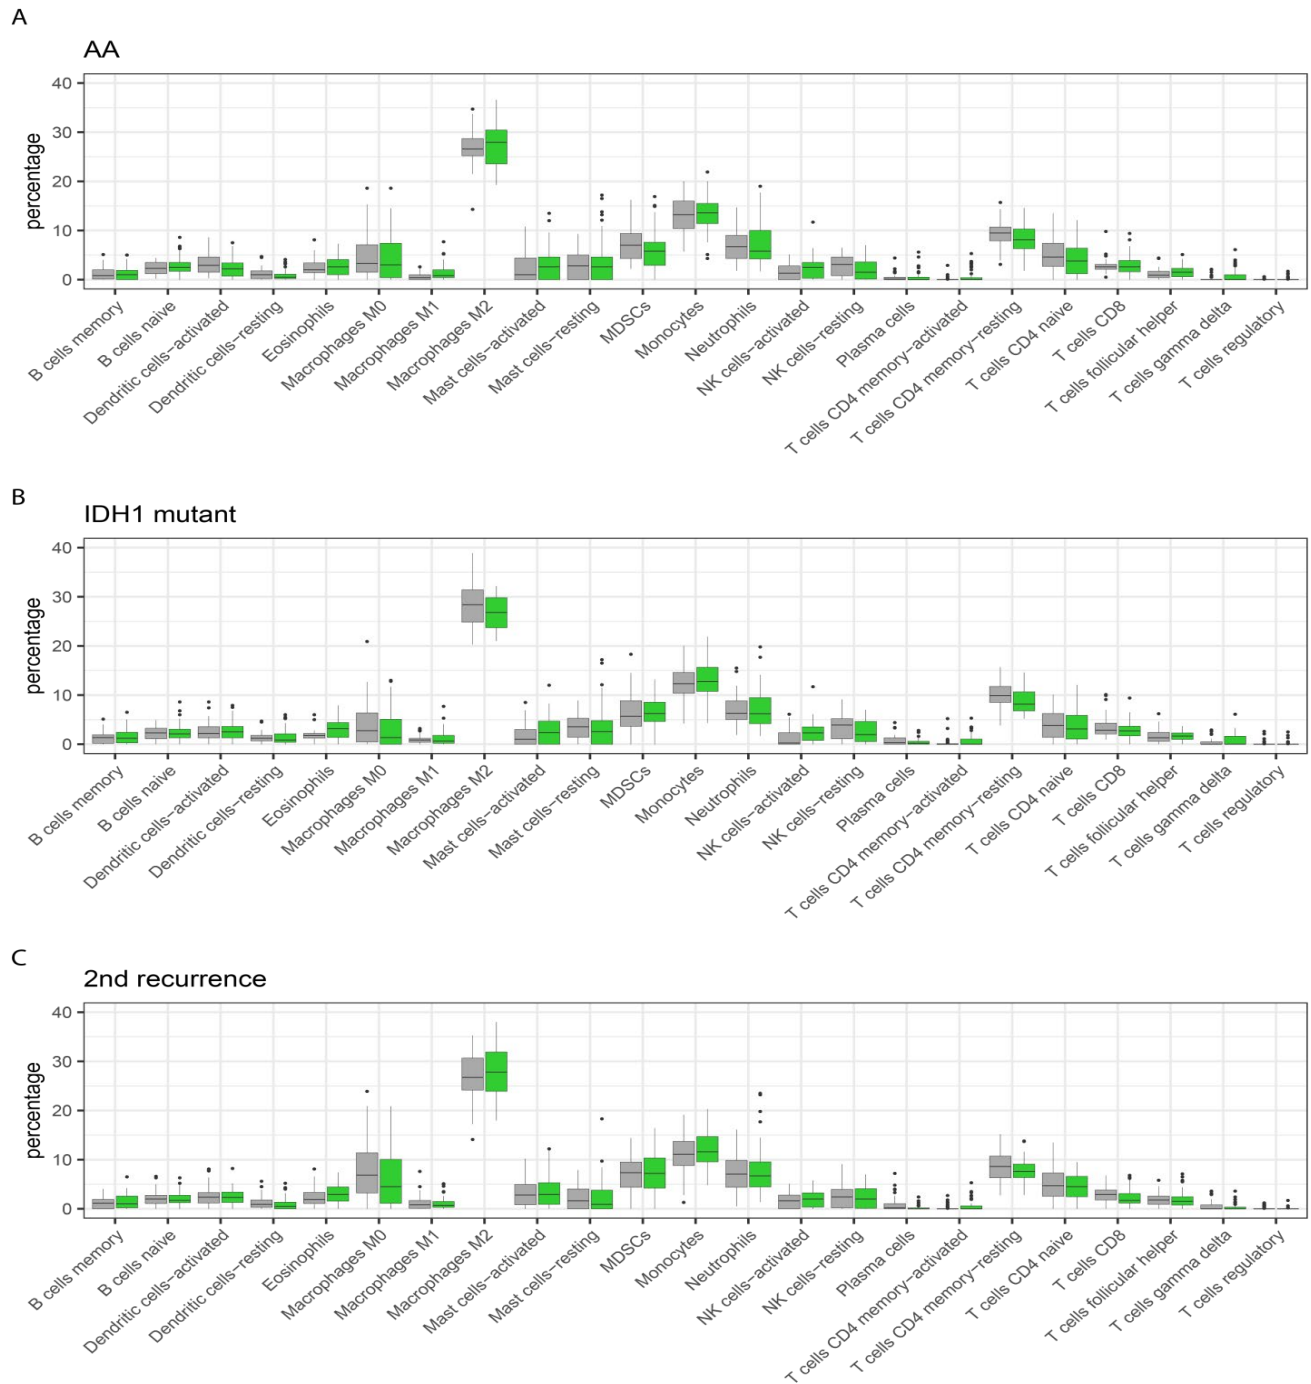 A
AA
40
30
20
10
0
percentage
B cells memory
B cells naive
Dendritic cells−activated
Dendritic cells−resting
Eosinophils
Macrophages M0
Macrophages M1
Macrophages M2
Mast cells−activated
Mast cells−resting
MDSCs
Monocytes
Neutrophils
NK cells−activated
NK cells−resting
Plasma cells
T cells CD4 memory−activated
T cells CD4 memory−resting
T cells CD4 naive
T cells CD8
T cells follicular helper
T cells gamma delta
T cells regulatory
B
IDH1 mutant
40
30
20
10
0
percentage
B cells memory
B cells naive
Dendritic cells−activated
Dendritic cells−resting
Eosinophils
Macrophages M0
Macrophages M1
Macrophages M2
Mast cells−activated
Mast cells−resting
MDSCs
Monocytes
Neutrophils
NK cells−activated
NK cells−resting
Plasma cells
T cells CD4 memory−activated
T cells CD4 memory−resting
T cells CD4 naive
T cells CD8
T cells follicular helper
T cells gamma delta
T cells regulatory
C
2nd recurrence
40
30
20
10
0
percentage
B cells memory
B cells naive
Dendritic cells−activated
Dendritic cells−resting
Eosinophils
Macrophages M0
Macrophages M1
Macrophages M2
Mast cells−activated
Mast cells−resting
MDSCs
Monocytes
Neutrophils
NK cells−activated
NK cells−resting
Plasma cells
T cells CD4 memory−activated
T cells CD4 memory−resting
T cells CD4 naive
T cells CD8
T cells follicular helper
T cells gamma delta
T cells regulatory